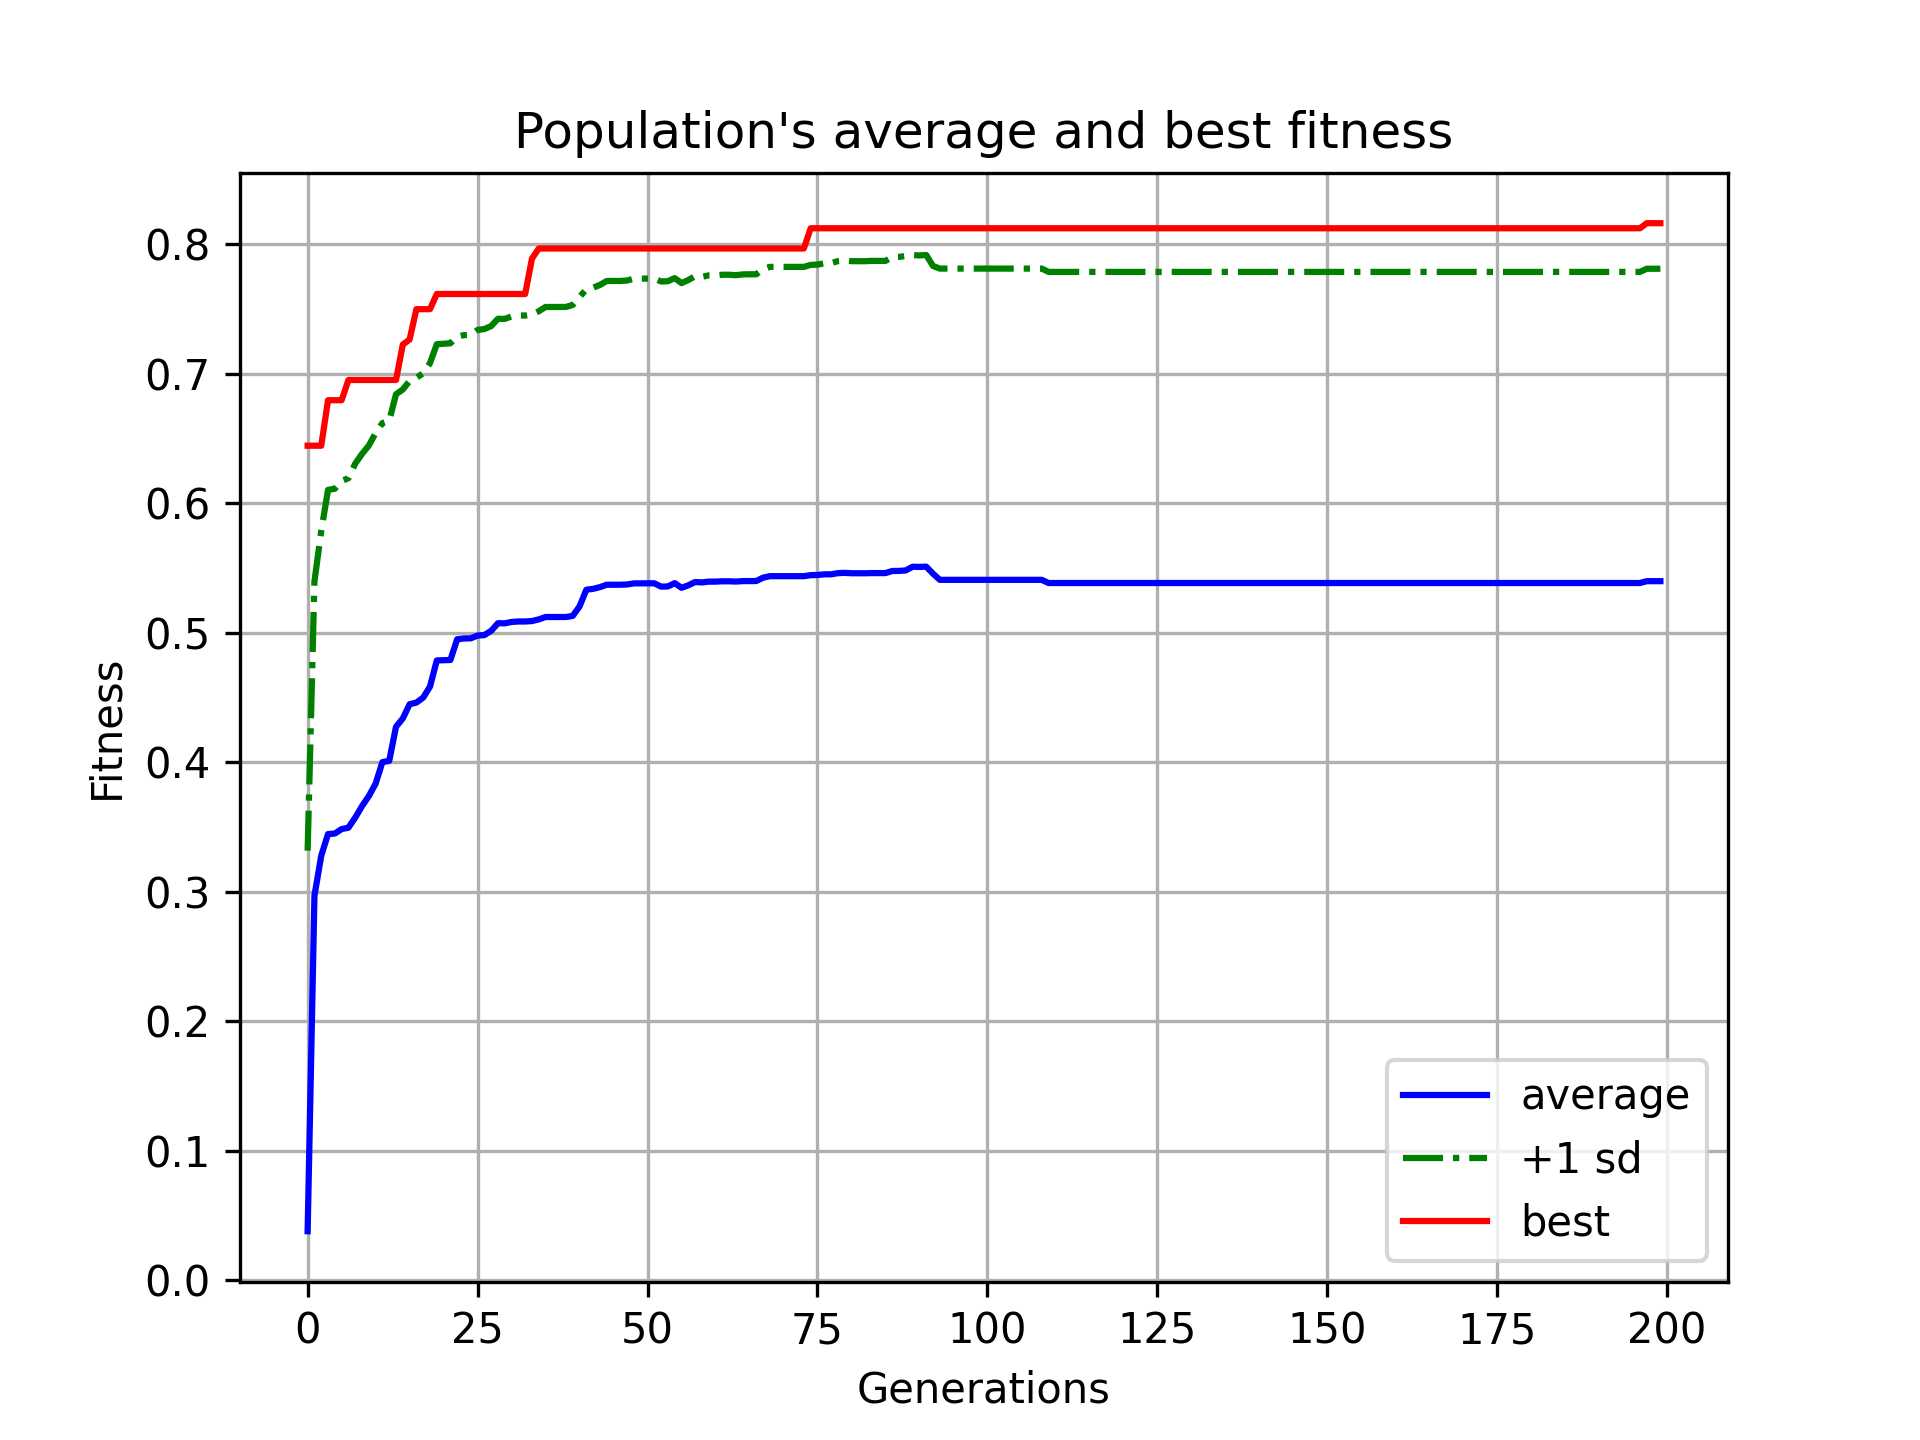 Population's average and best fitness
Fitness
0.8
0.7
0.6
0.5
0.4
0.3
0.2
0.1
0.0
0 25 50 75 100 125 150 175 200
Generations
average
+1 sd
best